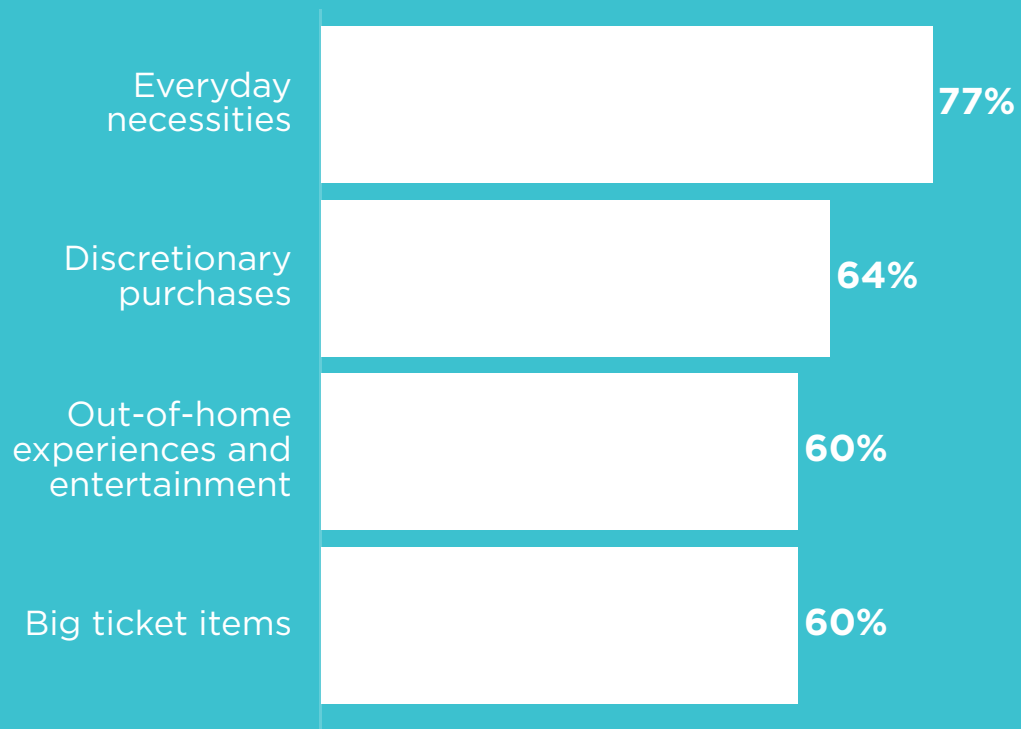 Everyday
necessities
77%
Discretionary
purchases
64%
Out-of-home
experiences and
entertainment
60%
Big ticket items
60%